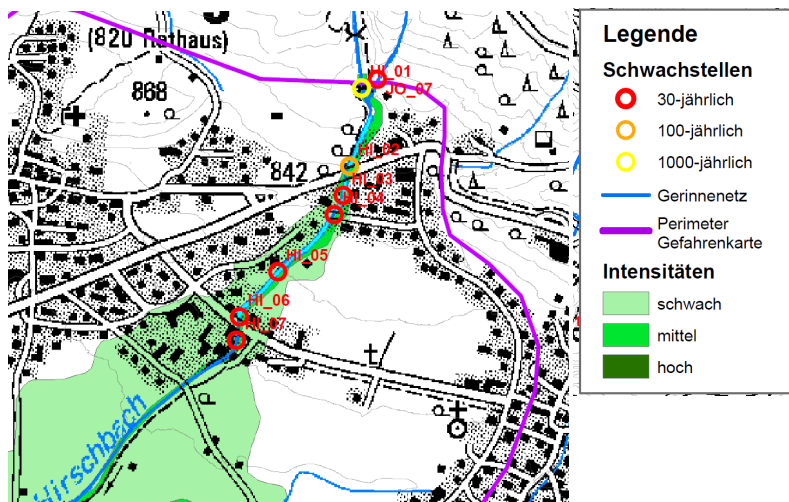 (820 Rathaus)
868
HI_01
JO_07
HI_02
842
HI_03
HI_04
HI_05
HI_06
HI_07
Hirschbach
Legende
Schwachstellen
30-jährlich
100-jährlich
1000-jährlich
Gerinnenetz
Perimeter
Gefahrenkarte
Intensitäten
schwach
mittel
hoch